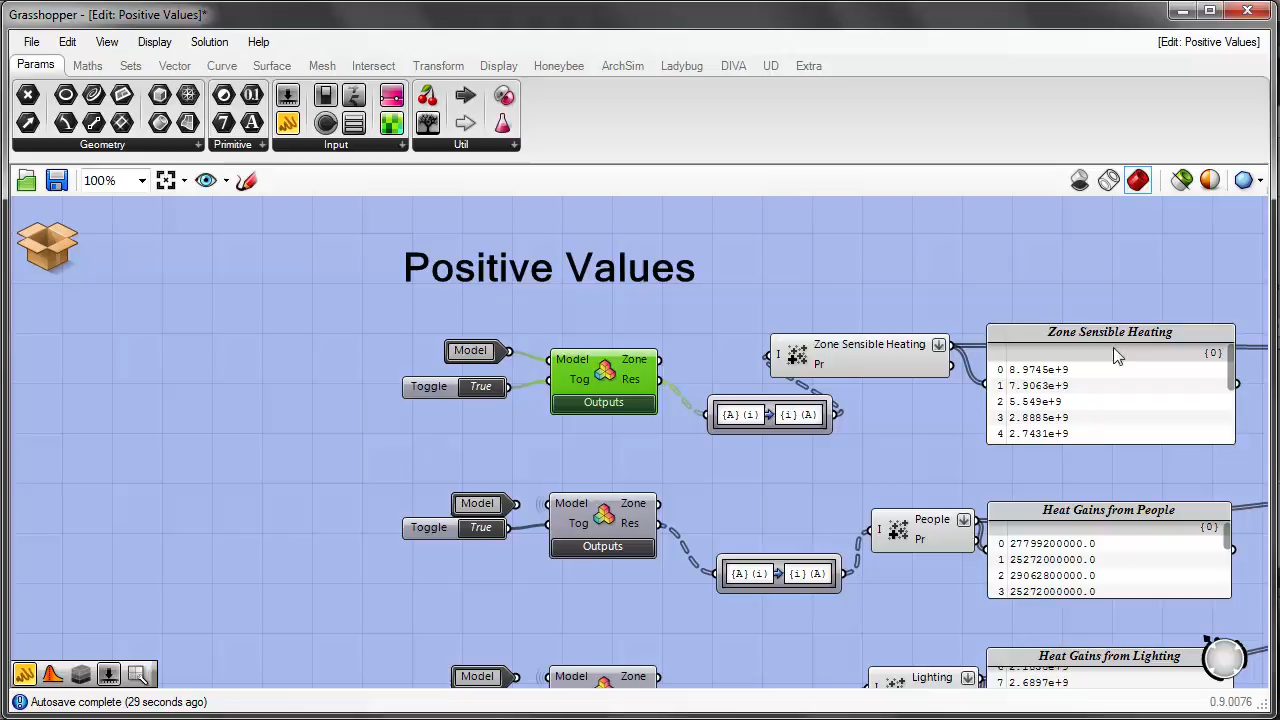 Grasshopper - [Edit: Positive Values]*
File Edit View Display Solution Help [Edit: Positive Values]
Params Maths Sets Vector Curve Surface Mesh Intersect Transform Display Honeybee ArchSim Ladybug DIVA UD Extra
0.1
7 A
Geometry + Primitive + Input + Util +
100%
Positive Values
Zone Sensible Heating
Model Zone Sensible Heating {0}
Model Zone Pr 0 8.9745e+9
Toggle True Tog Res I 1 7.9063e+9
Outputs 2 5.549e+9
{A}(i) {i}(A) 3 2.8885e+9
4 2.7431e+9
Model Model Zone People Heat Gains from People
Toggle True Tog Res I Pr {0}
Outputs 0 27799200000.0
1 25272000000.0
{A}(i) {i}(A) 2 29062800000.0
3 25272000000.0
Heat Gains from Lighting
Model Model Zone Lighting
I 7 2.6897e+9
Autosave complete (29 seconds ago) 0.9.0076